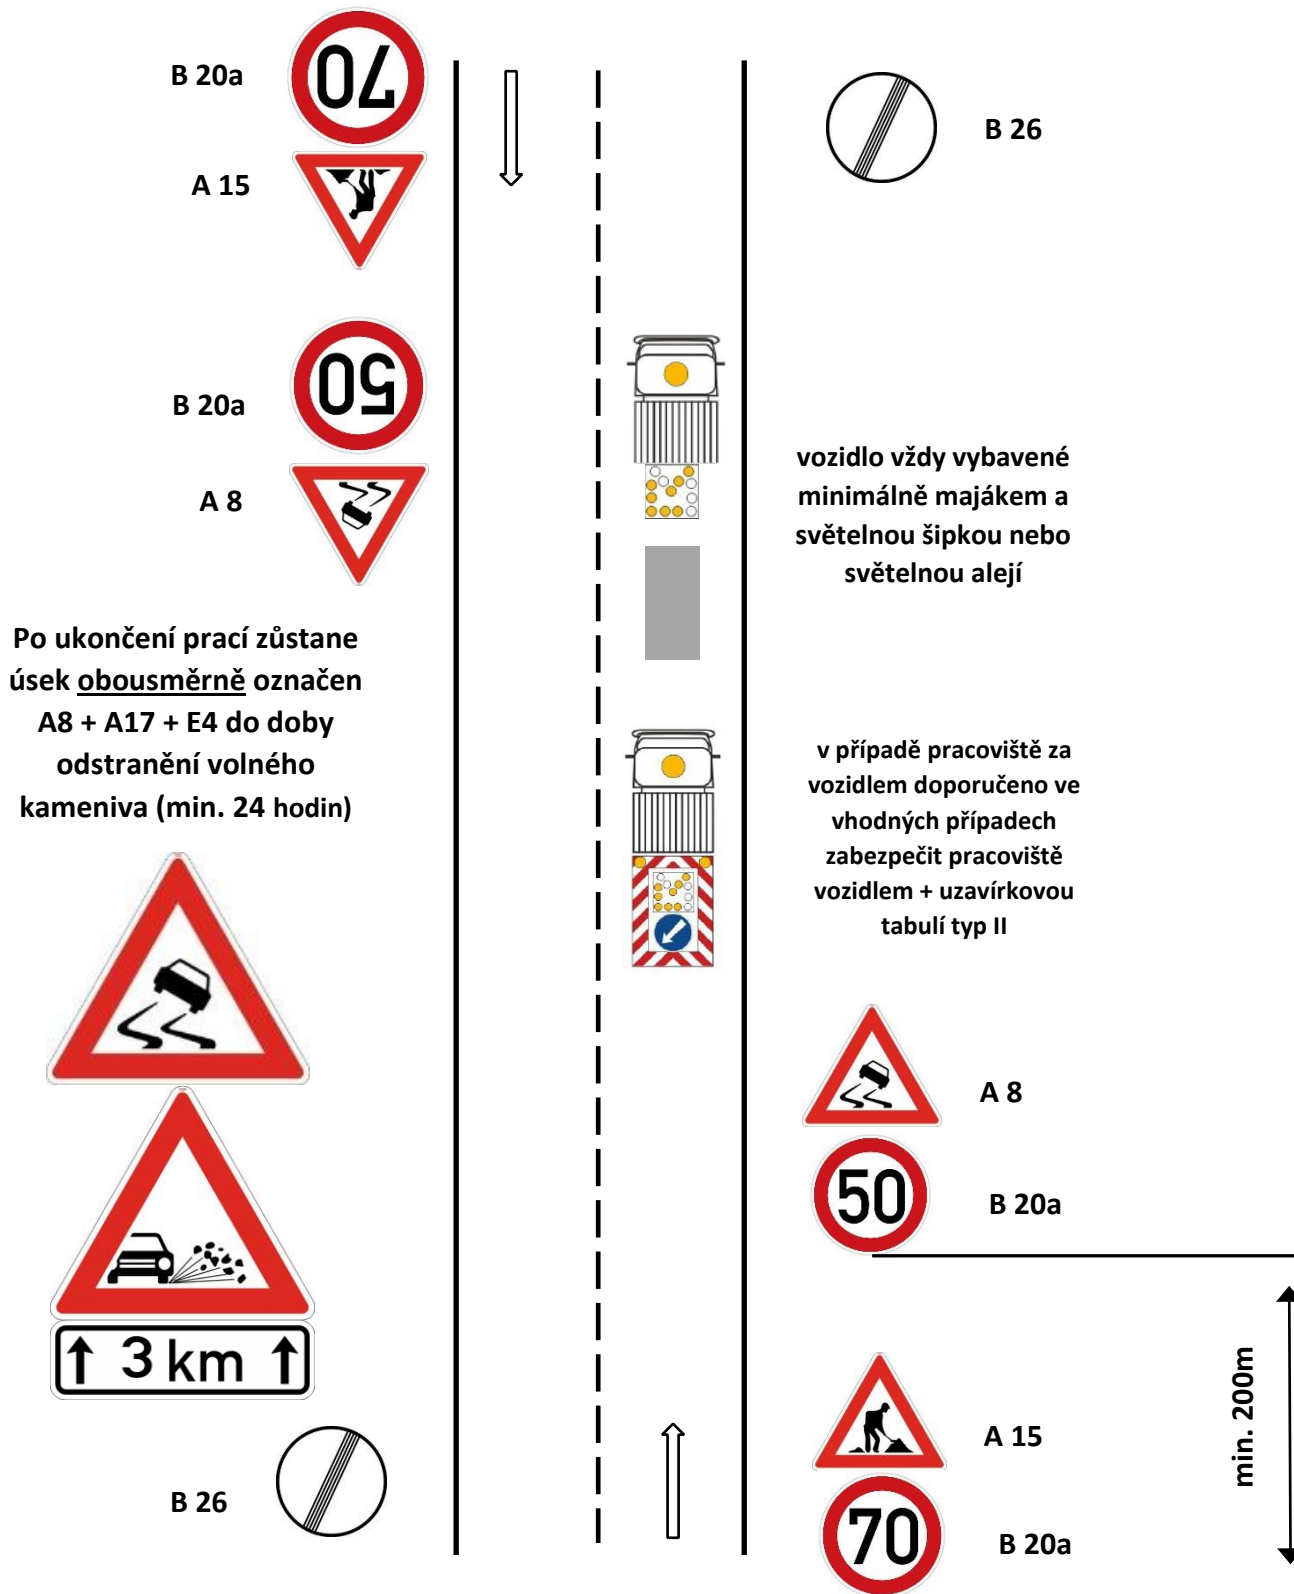 70
B 20a
A 15
B 26
50
B 20a
A 8
vozidlo vždy vybavené
minimálně majákem a
světelnou šipkou nebo
světelnou alejí
Po ukončení prací zůstane
úsek obousměrně označen
A8 + A17 + E4 do doby
odstranění volného
kameniva (min. 24 hodin)
v případě pracoviště za
vozidlem doporučeno ve
vhodných případech
zabezpečit pracoviště
vozidlem + uzavírkovou
tabulí typ II
A 8
50
B 20a
3 km
min. 200m
A 15
B 26
70
B 20a